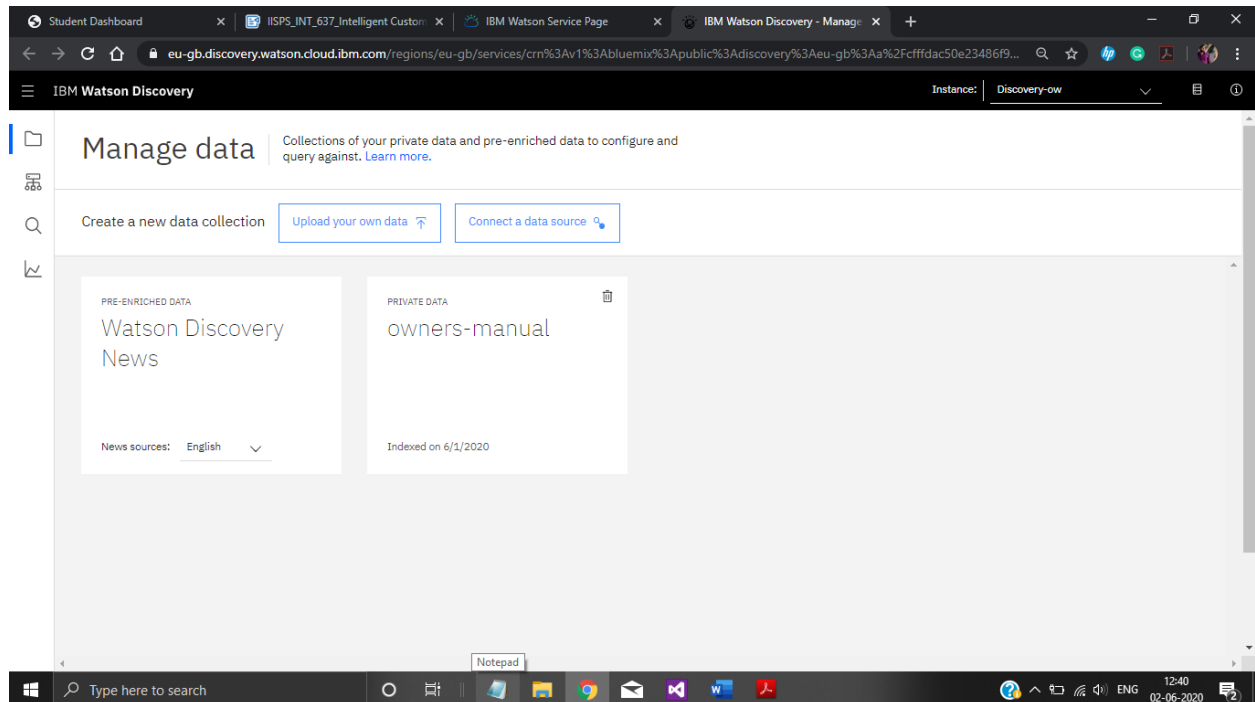 Student Dashboard
IISPS_INT_637_Intelligent Custom
IBM Watson Service Page
IBM Watson Discovery - Manage
eu-gb.discovery.watson.cloud.ibm.com/regions/eu-gb/services/crn%3Av1%3Abluemix%3Apublic%3Adiscovery%3Aeu-gb%3Aa%2Fcfffdac50e23486f9...
IBM Watson Discovery
Instance:
Discovery-ow
Manage data
Collections of your private data and pre-enriched data to configure and
query against. Learn more.
Create a new data collection
Upload your own data
Connect a data source
PRE-ENRICHED DATA
Watson Discovery
News
News sources: English
PRIVATE DATA
owners-manual
Indexed on 6/1/2020
Notepad
Type here to search
ENG
12:40
02-06-2020
2